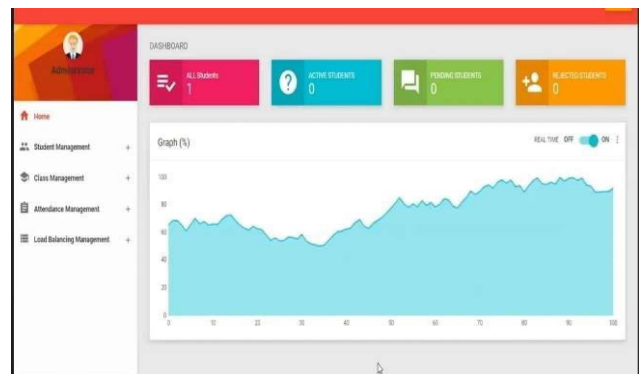 Administrator
Home
Student Management +
Class Management +
Attendance Management +
Load Balancing Management +
DASHBOARD
ALL Students
1
ACTIVE STUDENTS
0
PENDING STUDENTS
0
REJECTED STUDENTS
0
Graph (%)
REAL TIME OFF ON
100
80
60
40
20
0
0 10 20 30 40 50 60 70 80 90 100